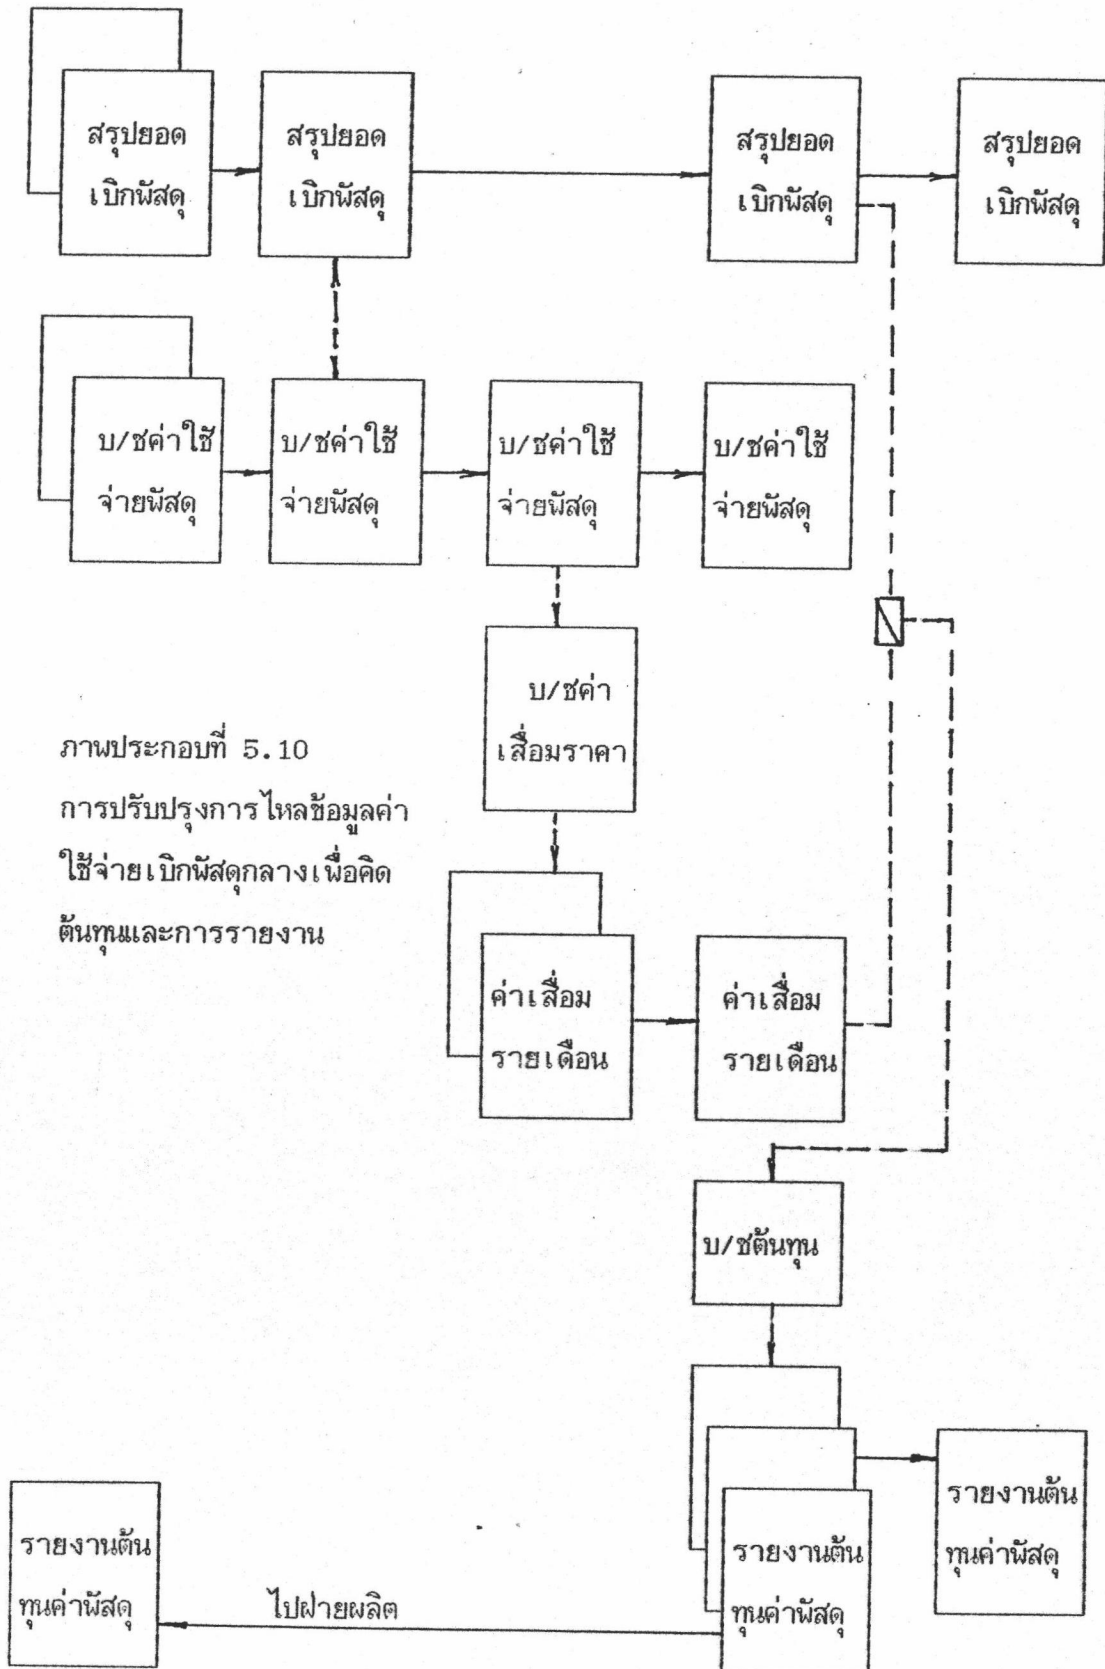 สรุปยอด
เบิกพัสดุ
สรุปยอด
เบิกพัสดุ
สรุปยอด
เบิกพัสดุ
สรุปยอด
เบิกพัสดุ
บ/ชค่าใช้
จ่ายพัสดุ
บ/ชค่าใช้
จ่ายพัสดุ
บ/ชค่าใช้
จ่ายพัสดุ
บ/ชค่าใช้
จ่ายพัสดุ
บ/ชค่า
เสื่อมราคา
ภาพประกอบที่ 5.10
การปรับปรุงการไหลข้อมูลค่า
ใช้จ่ายเบิกพัสดุกลางเพื่อคิด
ต้นทุนและการรายงาน
ค่าเสื่อม
รายเดือน
ค่าเสื่อม
รายเดือน
บ/ชต้นทุน
รายงานต้น
ทุนค่าพัสดุ
รายงานต้น
ทุนค่าพัสดุ
รายงานต้น
ทุนค่าพัสดุ
ไปฝ่ายผลิต